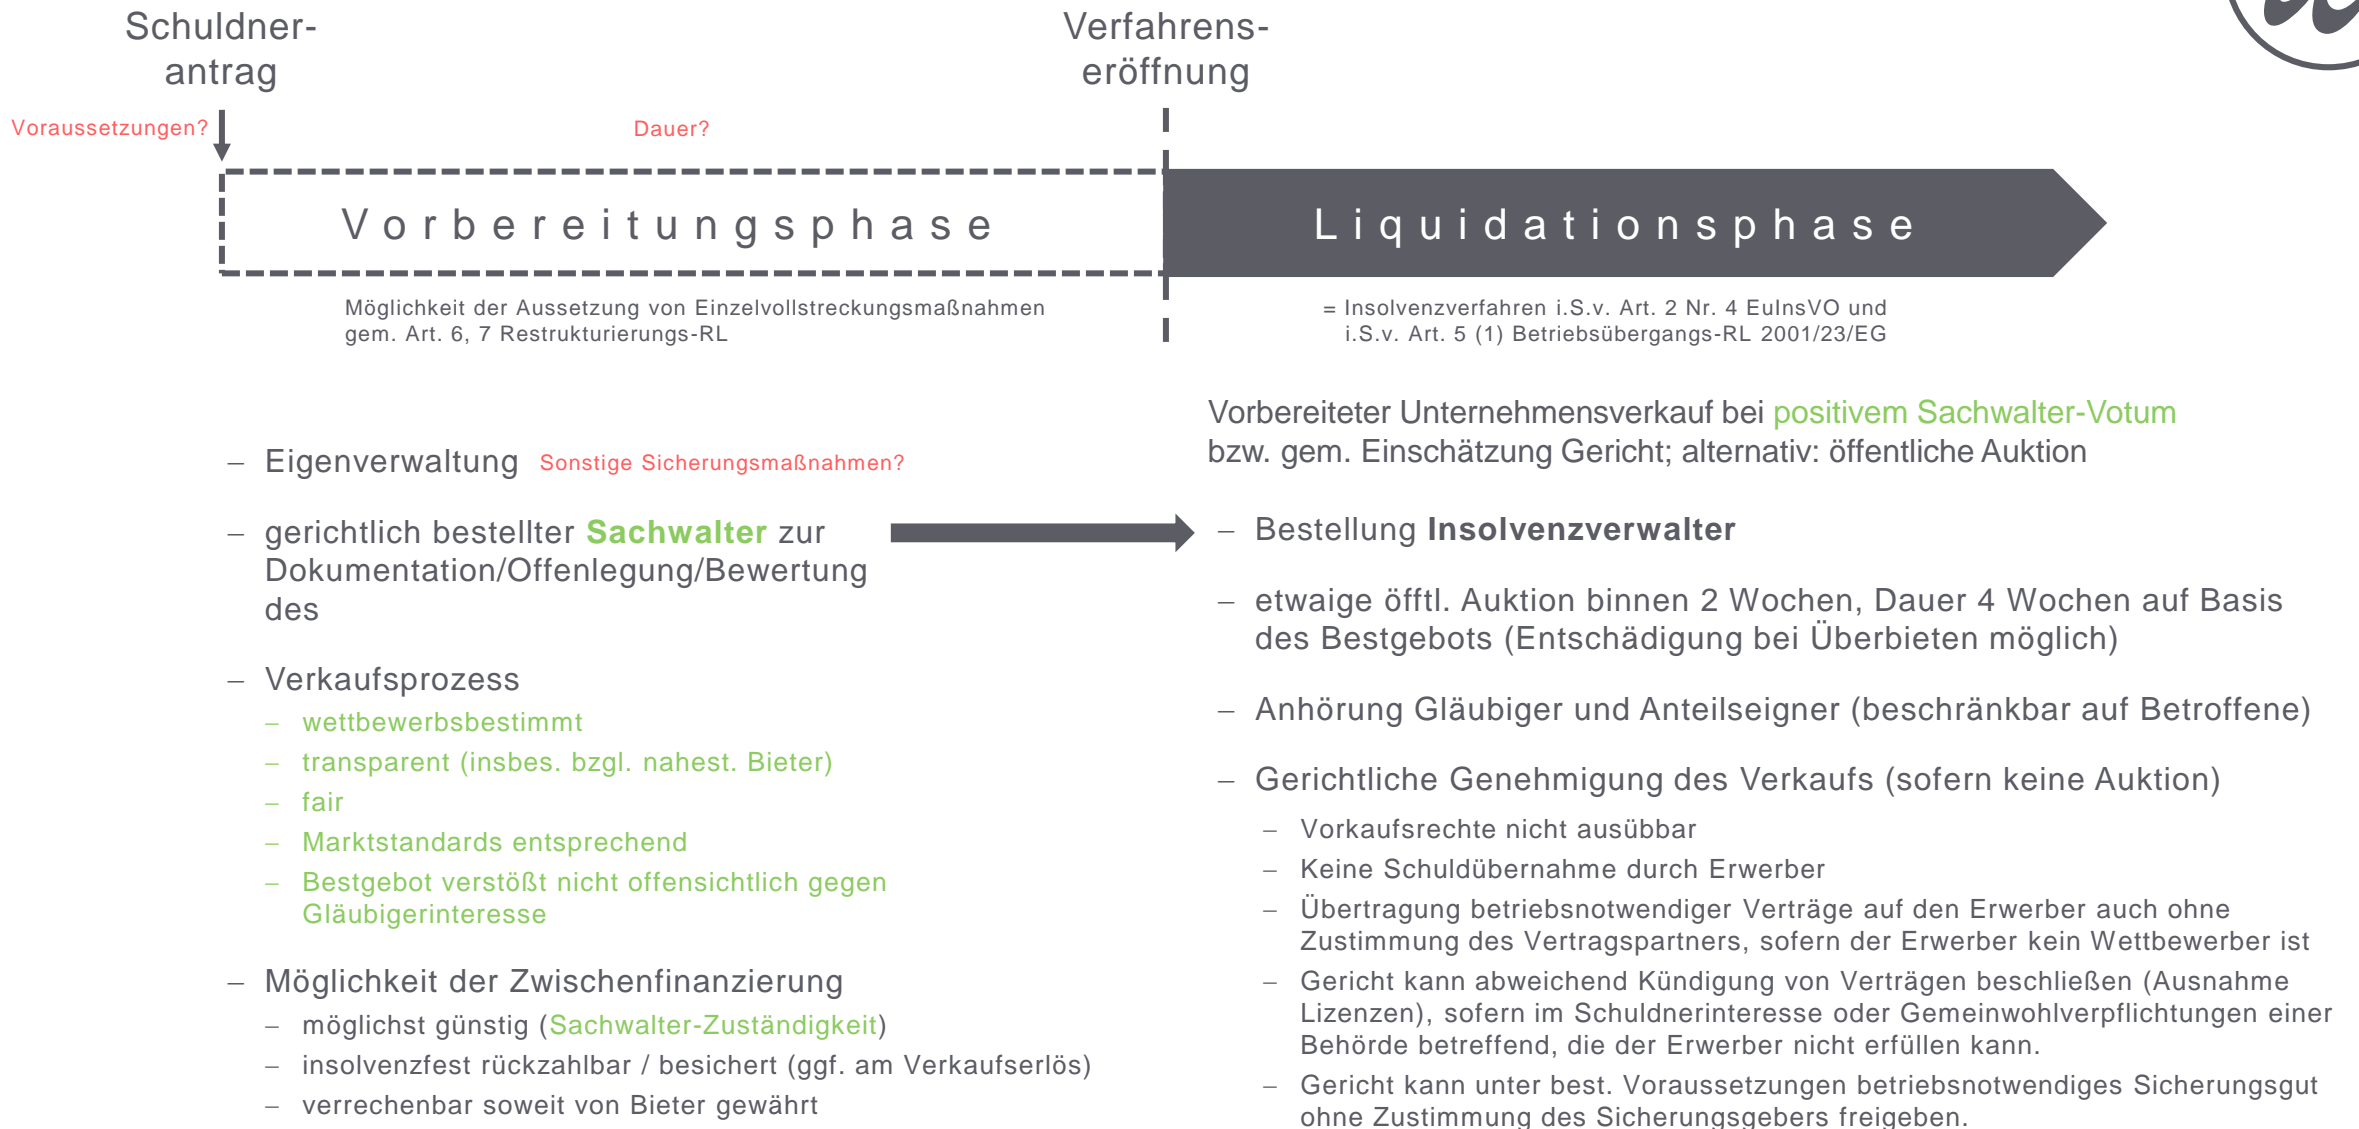 Schuldner-
antrag
Verfahrens-
eröffnung
Voraussetzungen?
Dauer?
Vorbereitungsphase
Liquidationsphase
Möglichkeit der Aussetzung von Einzelvollstreckungsmaßnahmen
gem. Art. 6, 7 Restrukturierungs-RL
= Insolvenzverfahren i.S.v. Art. 2 Nr. 4 EuInsVO und
i.S.v. Art. 5 (1) Betriebsübergangs-RL 2001/23/EG
– Eigenverwaltung Sonstige Sicherungsmaßnahmen?
– gerichtlich bestellter Sachwalter zur
Dokumentation/Offenlegung/Bewertung
des
– Verkaufsprozess
– wettbewerbsbestimmt
– transparent (insbes. bzgl. nahest. Bieter)
– fair
– Marktstandards entsprechend
– Bestgebot verstößt nicht offensichtlich gegen
Gläubigerinteresse
– Möglichkeit der Zwischenfinanzierung
– möglichst günstig (Sachwalter-Zuständigkeit)
– insolvenzfest rückzahlbar / besichert (ggf. am Verkaufserlös)
– verrechenbar soweit von Bieter gewährt
Vorbereiteter Unternehmensverkauf bei positivem Sachwalter-Votum
bzw. gem. Einschätzung Gericht; alternativ: öffentliche Auktion
– Bestellung Insolvenzverwalter
– etwaige öfftl. Auktion binnen 2 Wochen, Dauer 4 Wochen auf Basis
des Bestgebots (Entschädigung bei Überbieten möglich)
– Anhörung Gläubiger und Anteilseigner (beschränkbar auf Betroffene)
– Gerichtliche Genehmigung des Verkaufs (sofern keine Auktion)
– Vorkaufsrechte nicht ausübbar
– Keine Schuldübernahme durch Erwerber
– Übertragung betriebsnotwendiger Verträge auf den Erwerber auch ohne
Zustimmung des Vertragspartners, sofern der Erwerber kein Wettbewerber ist
– Gericht kann abweichend Kündigung von Verträgen beschließen (Ausnahme
Lizenzen), sofern im Schuldnerinteresse oder Gemeinwohlverpflichtungen einer
Behörde betreffend, die der Erwerber nicht erfüllen kann.
– Gericht kann unter best. Voraussetzungen betriebsnotwendiges Sicherungsgut
ohne Zustimmung des Sicherungsgebers freigeben.